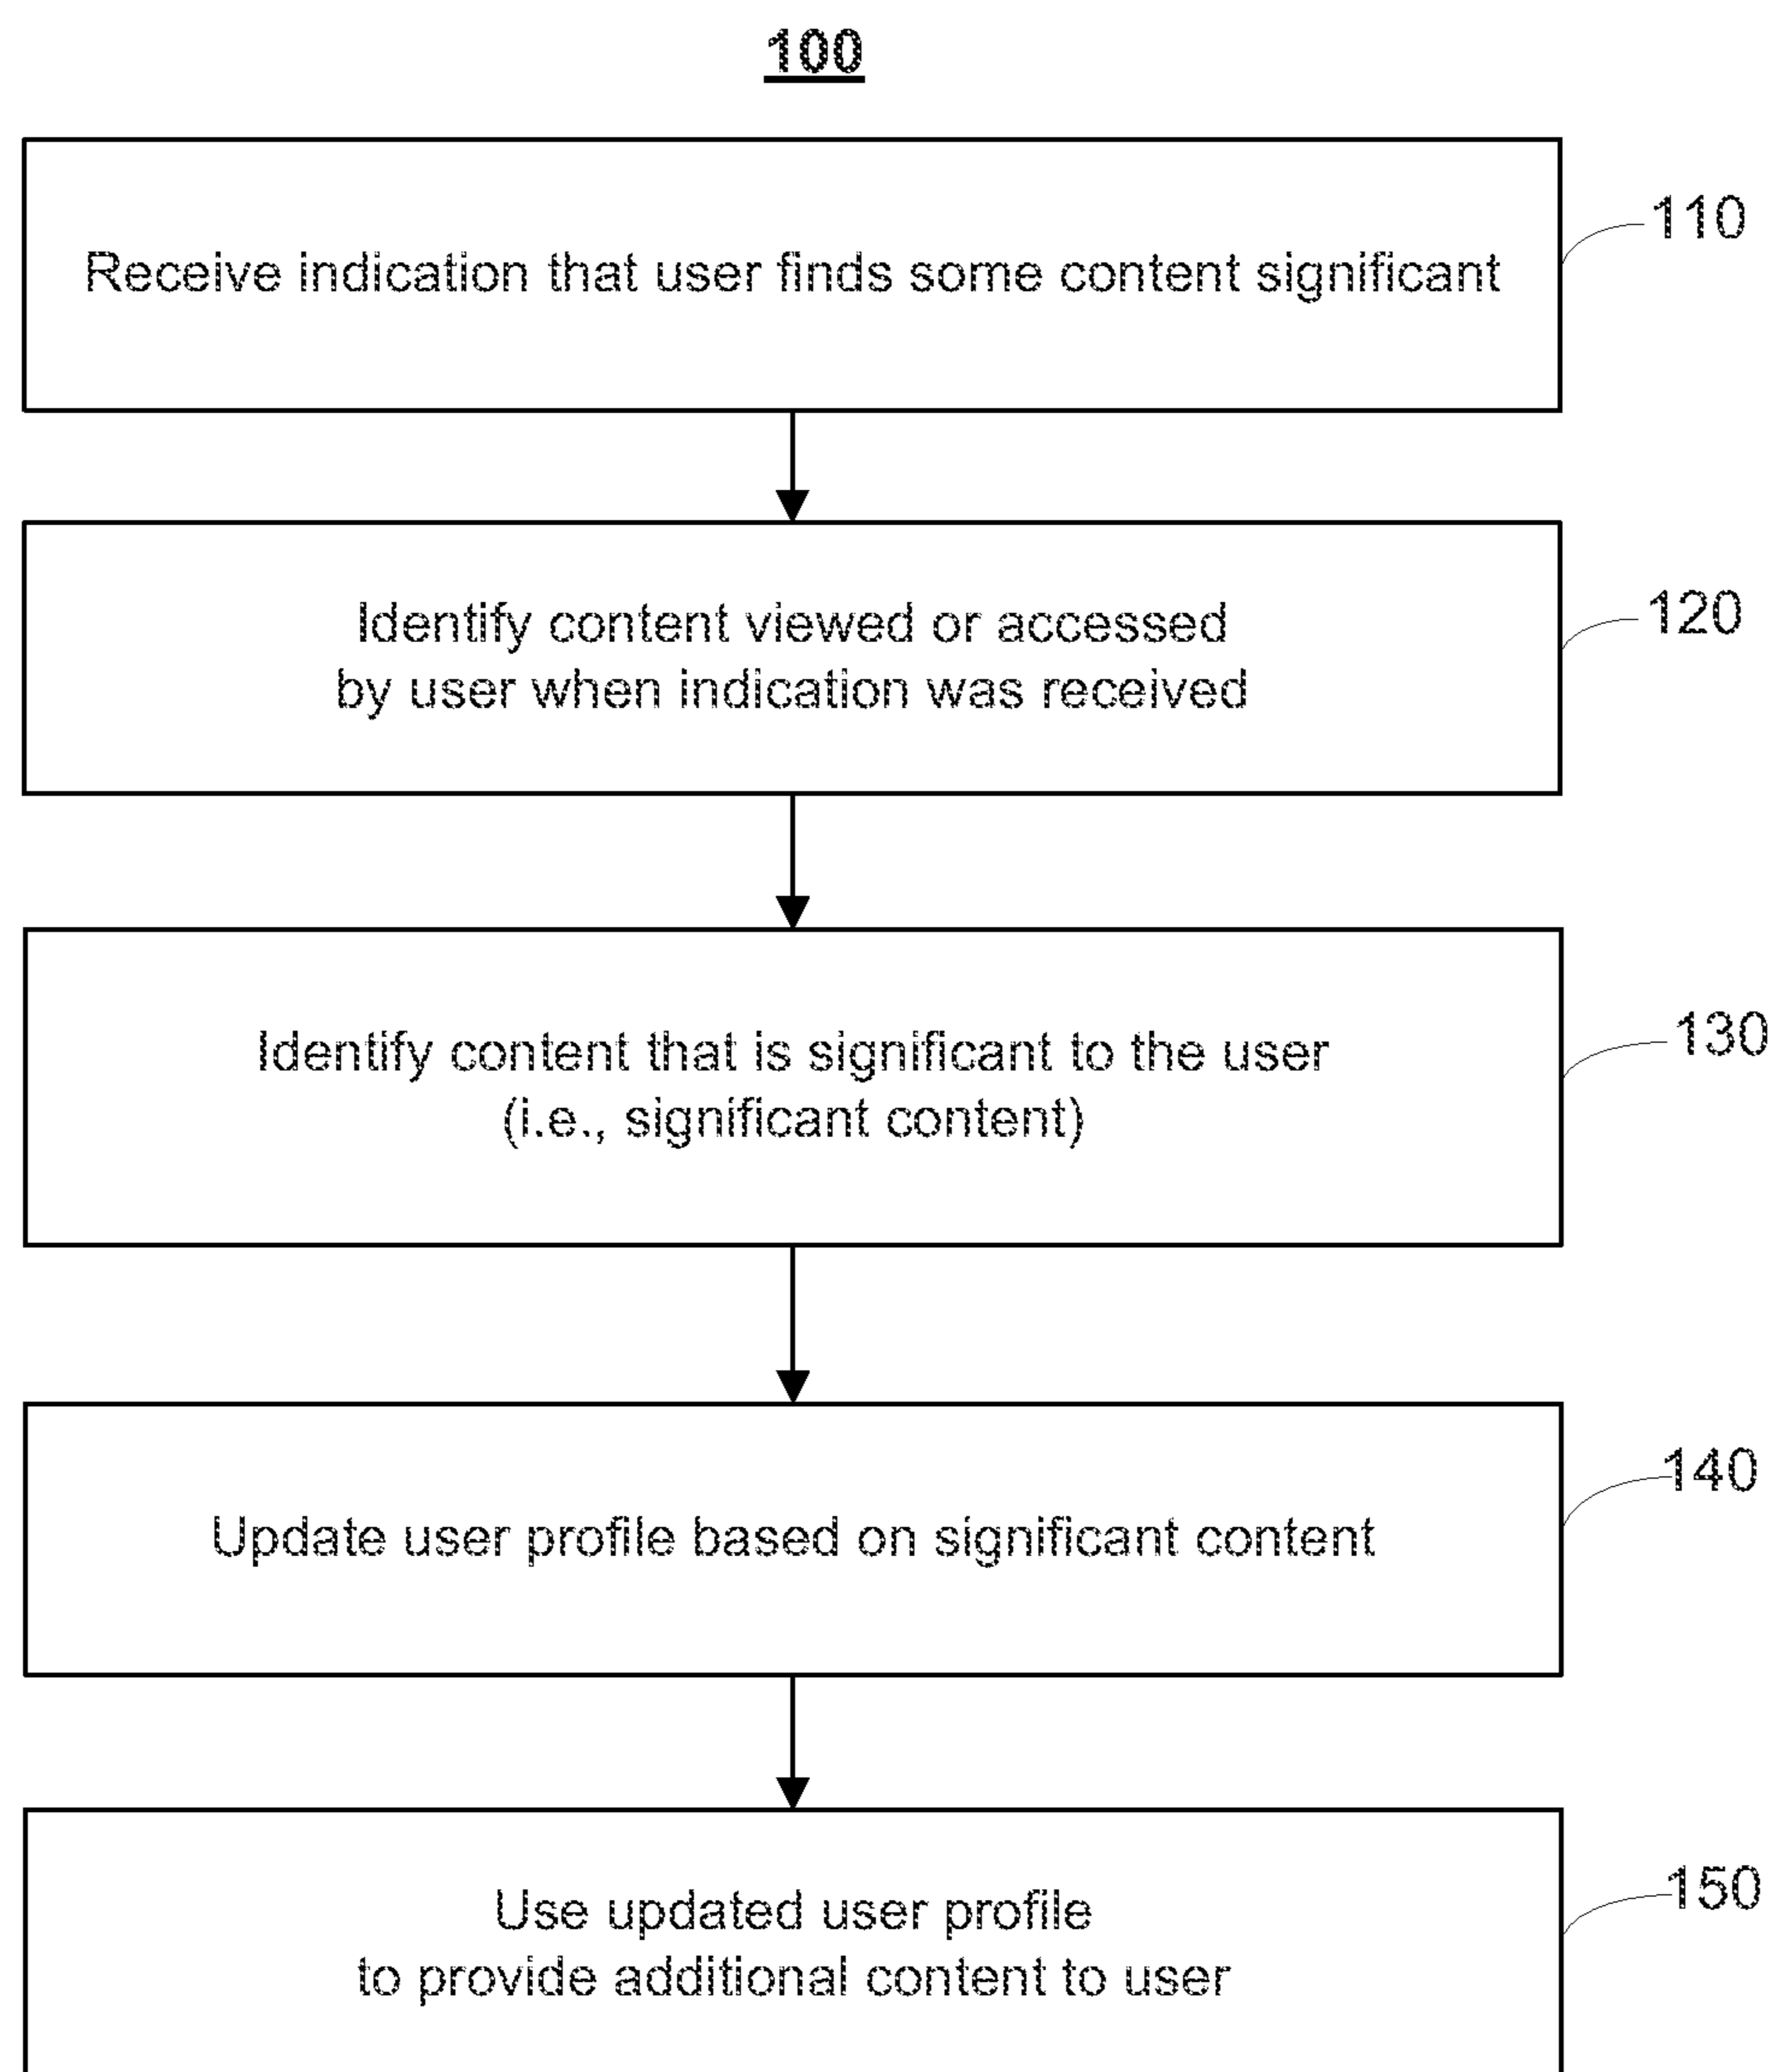 100
Receive indication that user finds some content significant
110
Identify content viewed or accessed
by user when indication was received
120
Identify content that is significant to the user
(i.e., significant content)
130
Update user profile based on significant content
140
Use updated user profile
to provide additional content to user
150